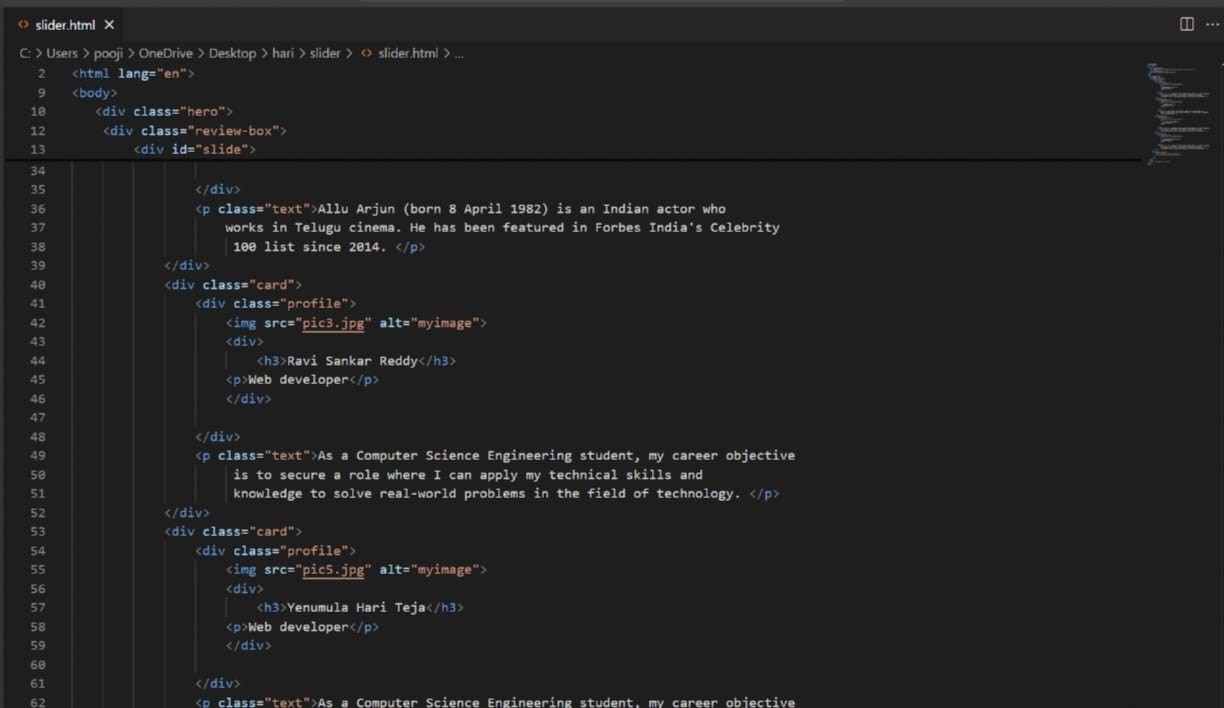 slider.html
C: > Users > pooji > OneDrive > Desktop > hari > slider > slider.html > ...
2 <html lang="en">
9 <body>
10 <div class="hero">
12 <div class="review-box">
13 <div id="slide">
34
35 </div>
36 <p class="text">Allu Arjun (born 8 April 1982) is an Indian actor who
37 works in Telugu cinema. He has been featured in Forbes India's Celebrity
38 100 list since 2014. </p>
39 </div>
40 <div class="card">
41 <div class="profile">
42 <img src="pic3.jpg" alt="myimage">
43 <div>
44 <h3>Ravi Sankar Reddy</h3>
45 <p>Web developer</p>
46 </div>
47
48 </div>
49 <p class="text">As a Computer Science Engineering student, my career objective
50 is to secure a role where I can apply my technical skills and
51 knowledge to solve real-world problems in the field of technology. </p>
52 </div>
53 <div class="card">
54 <div class="profile">
55 <img src="pic5.jpg" alt="myimage">
56 <div>
57 <h3>Yenumula Hari Teja</h3>
58 <p>Web developer</p>
59 </div>
60
61 </div>
62 <p class="text">As a Computer Science Engineering student, my career objective